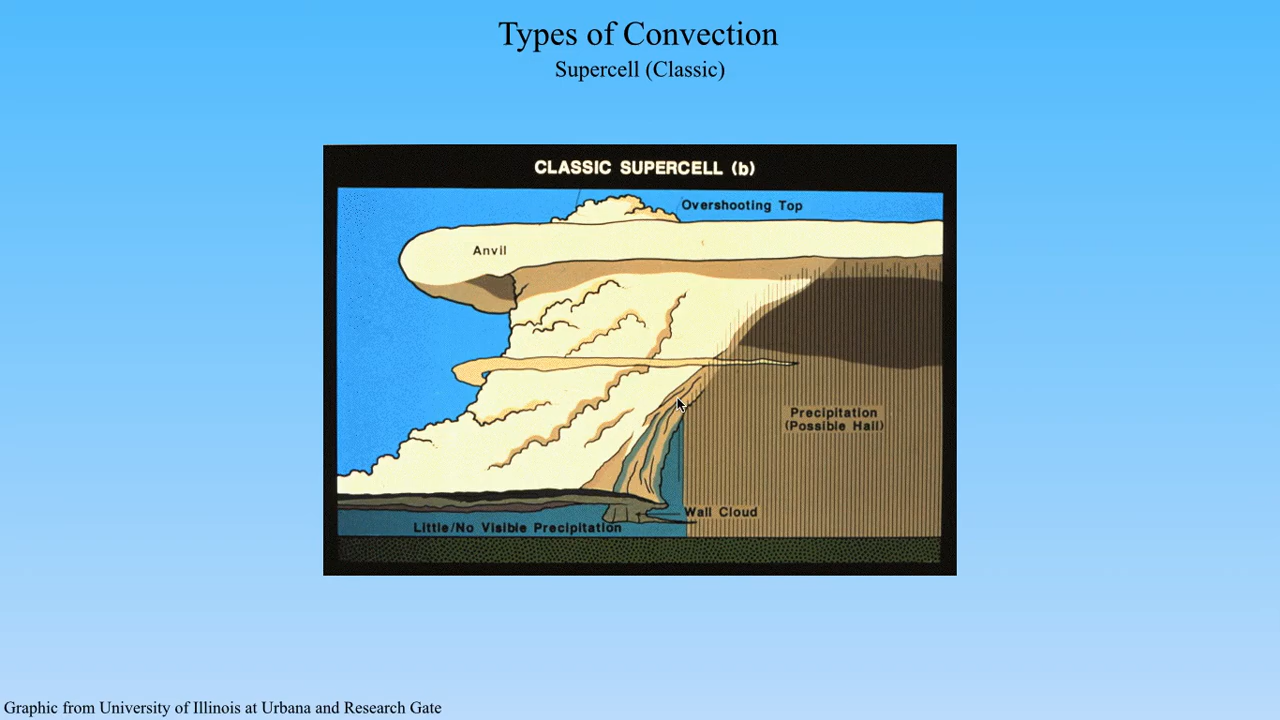 Types of Convection
Supercell (Classic)
CLASSIC SUPERCELL (b)
Overshooting Top
Anvil
Precipitation
(Possible Hail)
Wall Cloud
Little/No Visible Precipitation
Graphic from University of Illinois at Urbana and Research Gate